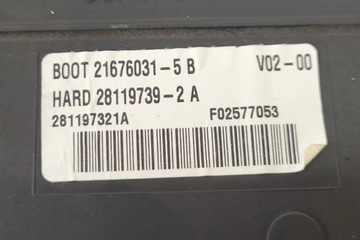 BOOT 21676031-5 B V02-00
HARD 28119739-2 A
281197321A F02577053